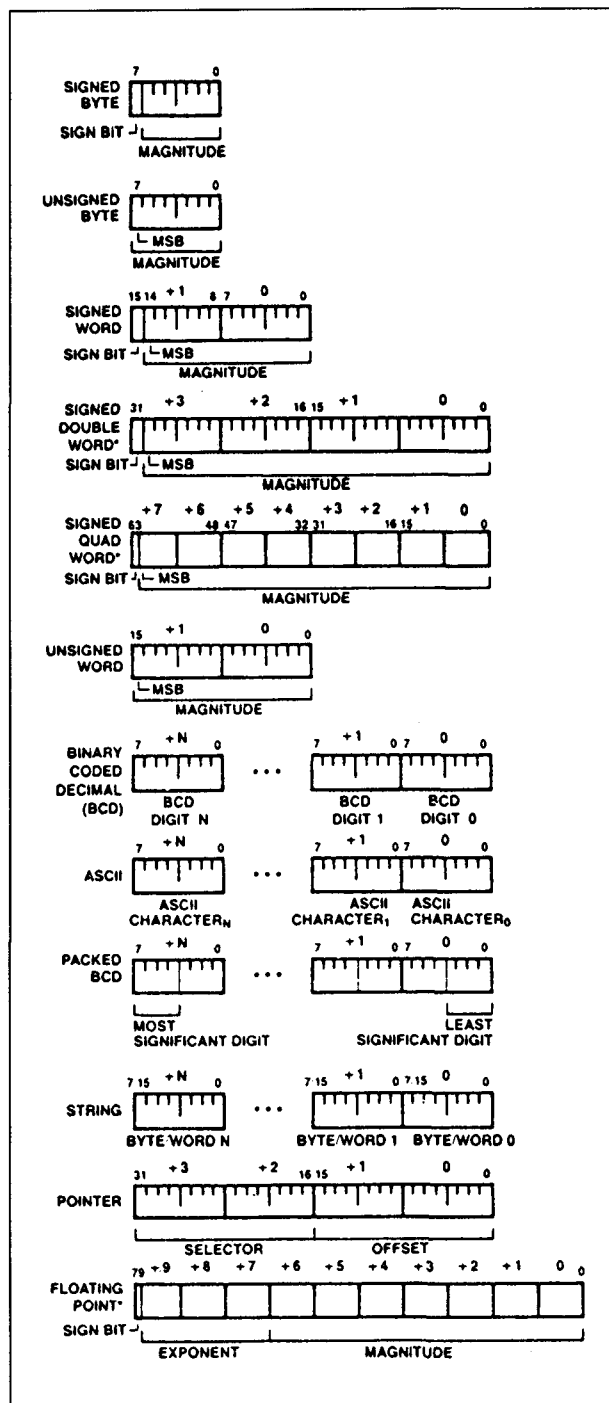 7 0
SIGNED
BYTE
SIGN BIT
MAGNITUDE
7 0
UNSIGNED
BYTE
MSB
MAGNITUDE
15 14 +1 8 7 0 0
SIGNED
WORD
SIGN BIT MSB
MAGNITUDE
SIGNED 31 +3 +2 16 15 +1 0 0
DOUBLE
WORD*
SIGN BIT MSB
MAGNITUDE
+7 +6 +5 +4 +3 +2 +1 0
SIGNED 63 48 47 32 31 16 15 0
QUAD
WORD*
SIGN BIT MSB
MAGNITUDE
15 +1 0 0
UNSIGNED
WORD
MSB
MAGNITUDE
BINARY 7 +N 0 7 +1 0 7 0 0
CODED • • •
DECIMAL BCD BCD BCD
(BCD) DIGIT N DIGIT 1 DIGIT 0
7 +N 0 7 +1 0 7 0 0
ASCII • • •
ASCII ASCII ASCII
CHARACTER_N CHARACTER_1 CHARACTER_0
7 +N 0 7 +1 0 7 0 0
PACKED
BCD • • •
MOST LEAST
SIGNIFICANT DIGIT SIGNIFICANT DIGIT
7 15 +N 0 7 15 +1 0 7 15 0 0
STRING • • •
BYTE/WORD N BYTE/WORD 1 BYTE/WORD 0
31 +3 +2 16 15 +1 0 0
POINTER
SELECTOR OFFSET
79 +9 +8 +7 +6 +5 +4 +3 +2 +1 0 0
FLOATING
POINT*
SIGN BIT
EXPONENT MAGNITUDE